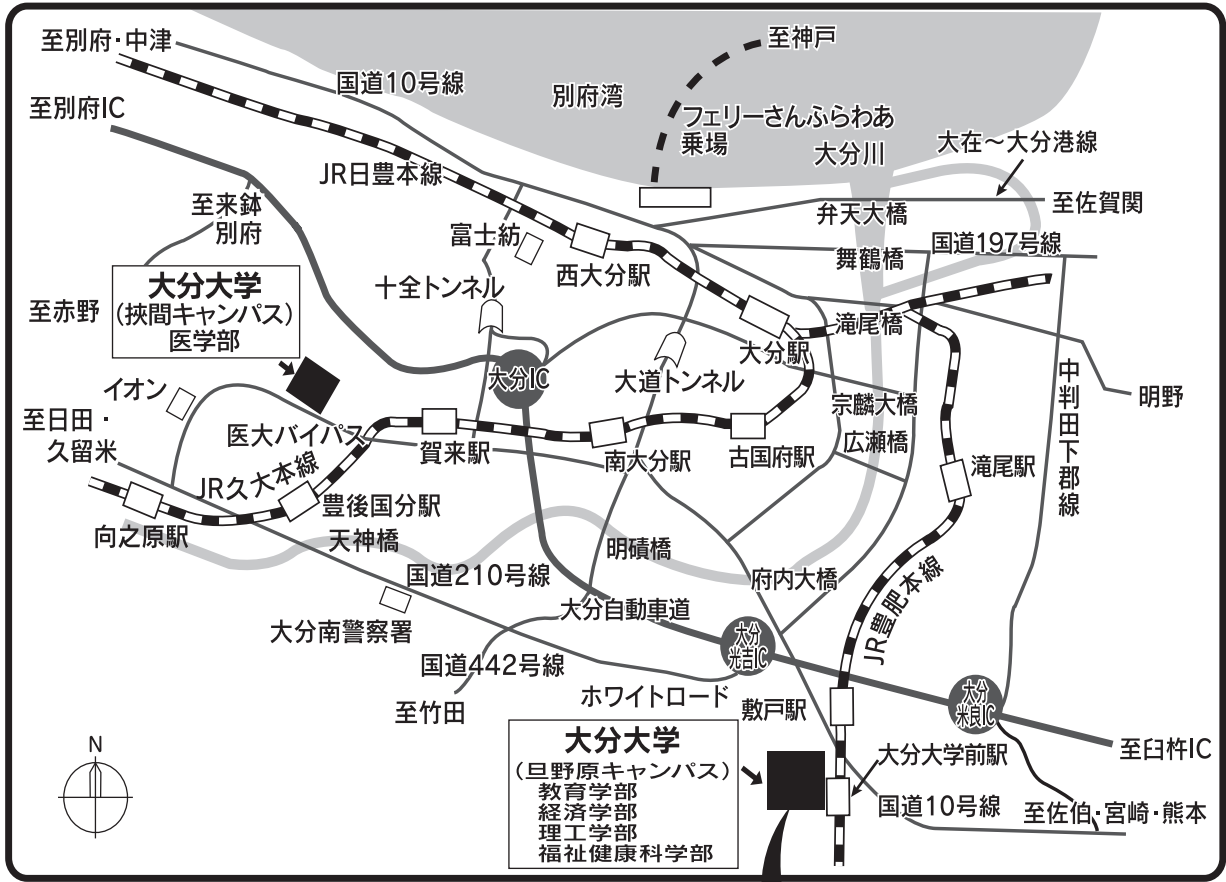 至別府・中津
国道10号線
至神戸
別府湾
至別府IC
フェリーさんふらわあ
乗場
大分川
大在～大分港線
JR日豊本線
至来鉢
別府
弁天大橋
至佐賀関
富士紡
西大分駅
舞鶴橋
国道197号線
大分大学
(挾間キャンパス)
医学部
十全トンネル
至赤野
滝尾橋
大分駅
大分IC
大道トンネル
イオン
宗麟大橋
明野
中判田下郡線
至日田・
久留米
医大バイパス
賀来駅
南大分駅
古国府駅
広瀬橋
滝尾駅
JR久大本線
豊後国分駅
向之原駅
天神橋
明磧橋
国道210号線
府内大橋
大分自動車道
JR豊肥本線
大分南警察署
大分
光吉IC
国道442号線
ホワイトロード
敷戸駅
大分
米良IC
至竹田
大分大学
(旦野原キャンパス)
教育学部
経済学部
理工学部
福祉健康科学部
大分大学前駅
至臼杵IC
国道10号線
至佐伯・宮崎・熊本
N